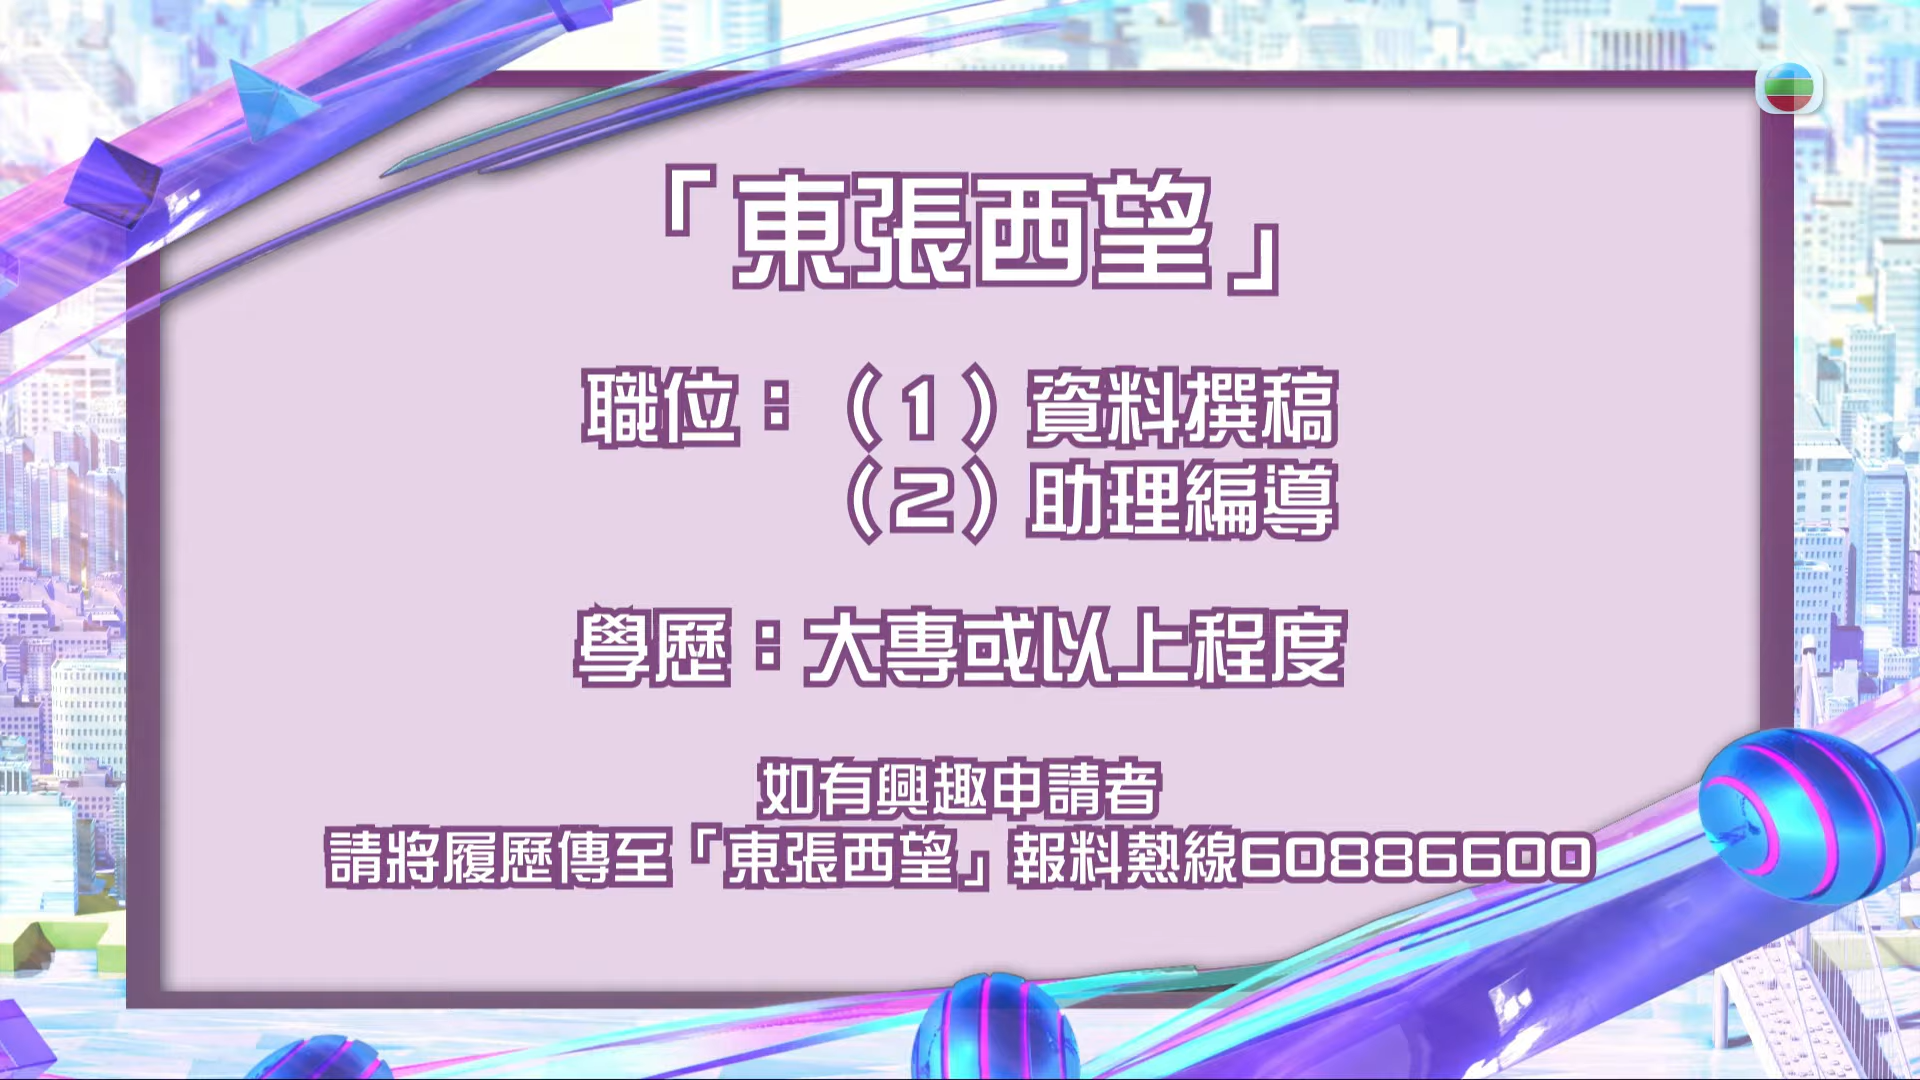 「東張西望」
職位：（1）資料撰稿
（2）助理編導
學歷：大專或以上程度
如有興趣申請者
請將履歷傳至「東張西望」報料熱線60886600